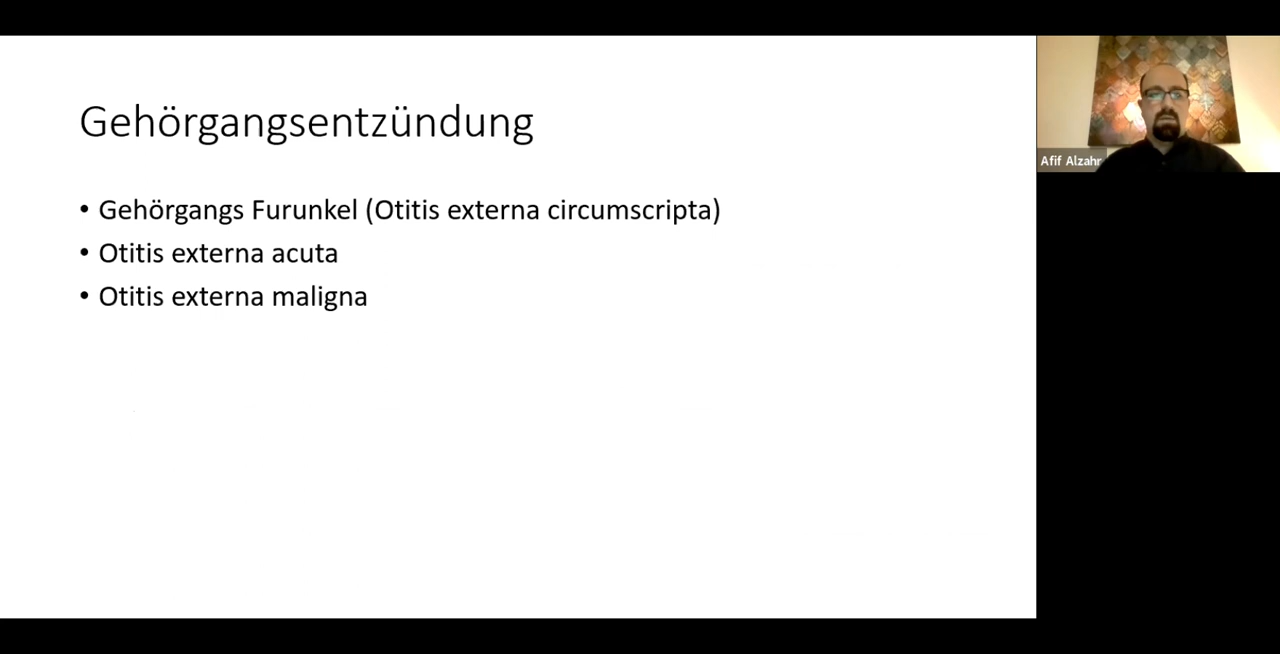 Gehörgangsentzündung
• Gehörgangs Furunkel (Otitis externa circumscripta)
• Otitis externa acuta
• Otitis externa maligna
Afif Alzahr